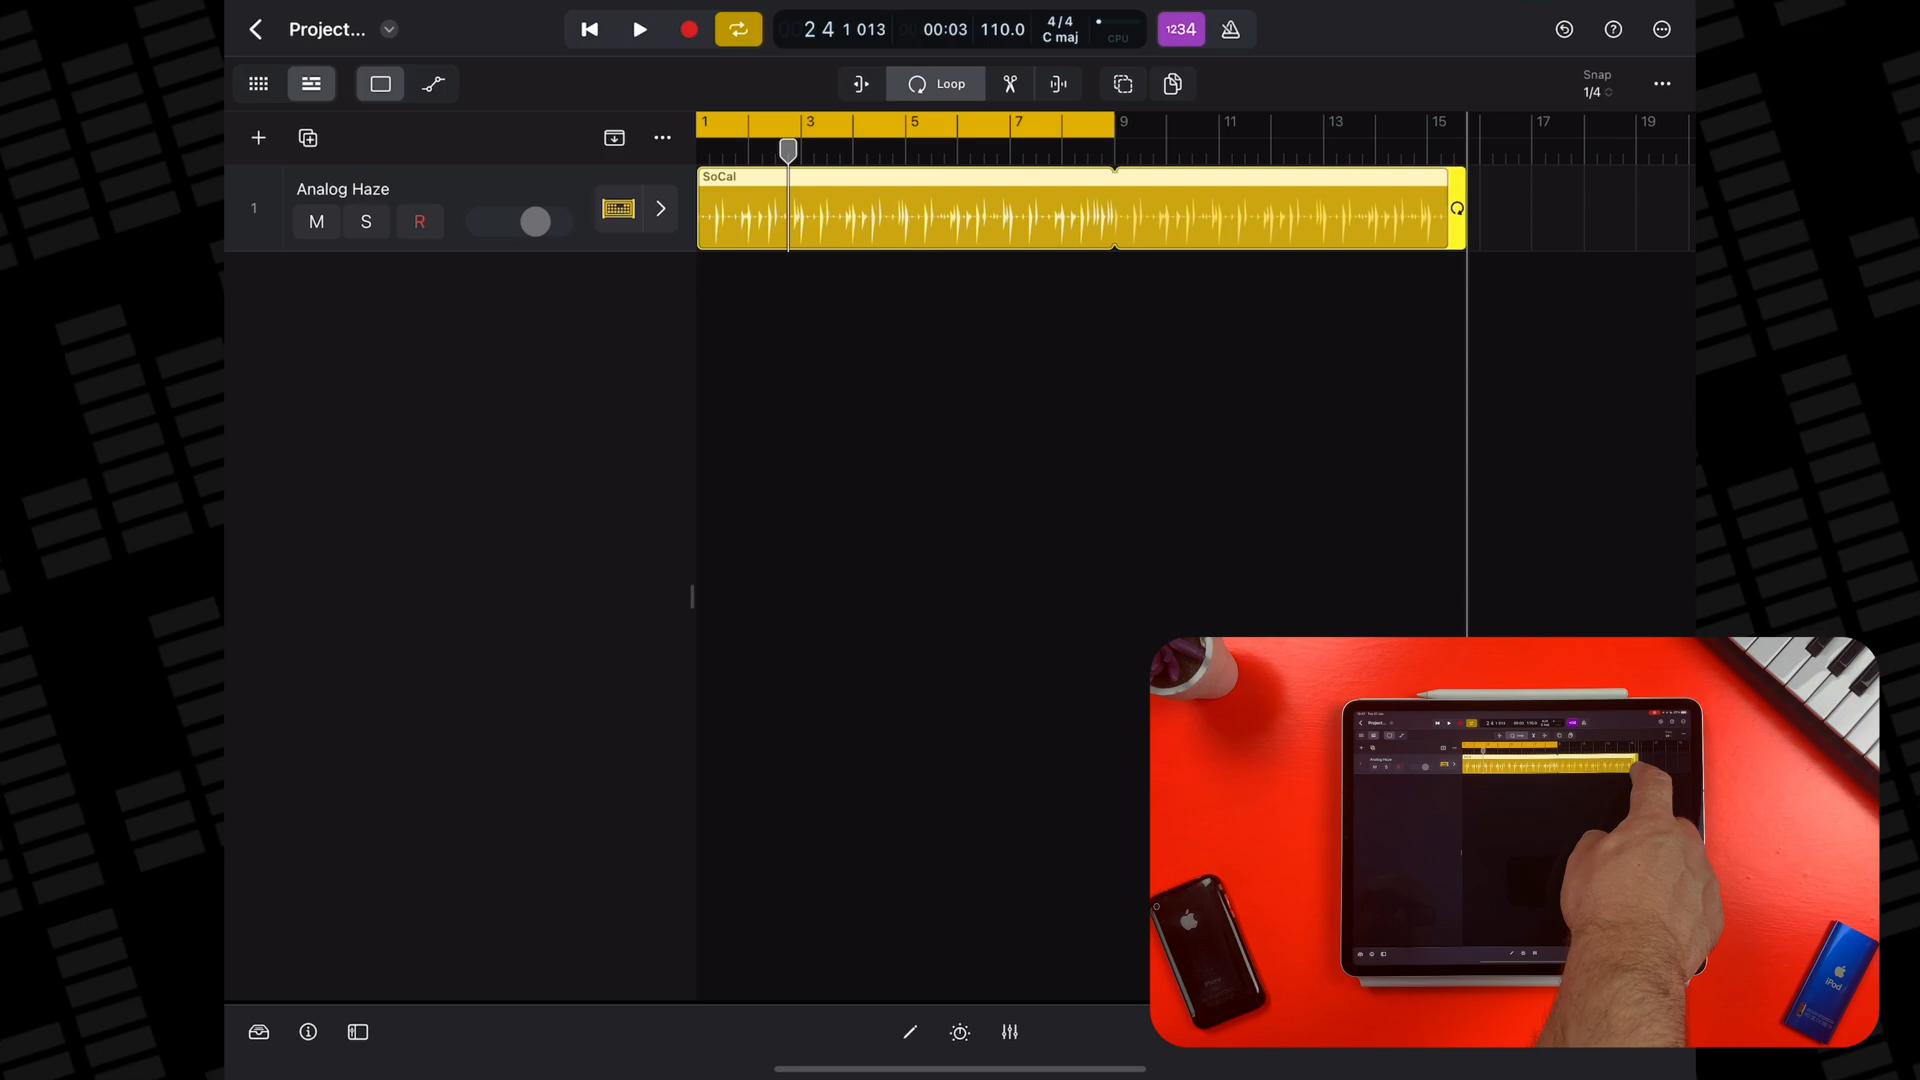 Project...
2 4 1 013
00:03
110.0
4/4
C maj
CPU
1234
Loop
Snap
1/4
1
3
5
7
9
11
13
15
17
19
1
Analog Haze
M
S
R
SoCal
iPod